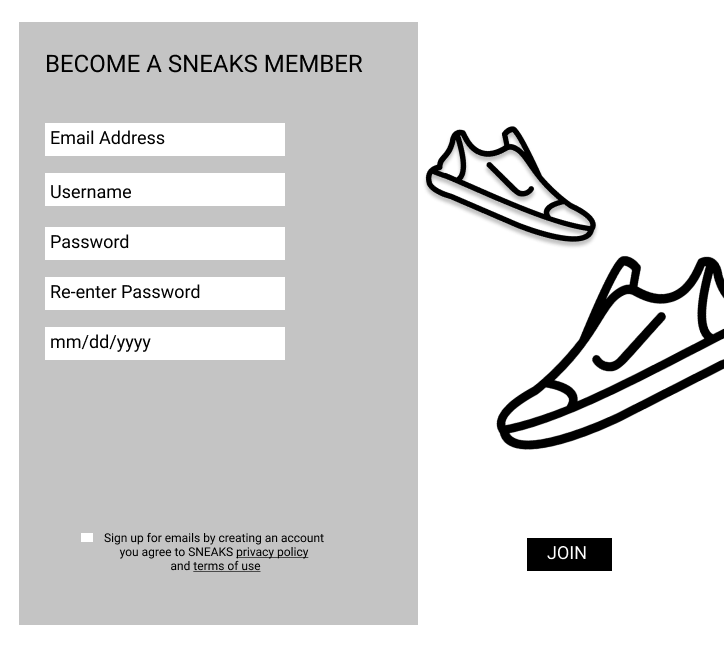 BECOME A SNEAKS MEMBER
Email Address
Username
Password
Re-enter Password
mm/dd/yyyy
Sign up for emails by creating an account
you agree to SNEAKS privacy policy
and terms of use
JOIN